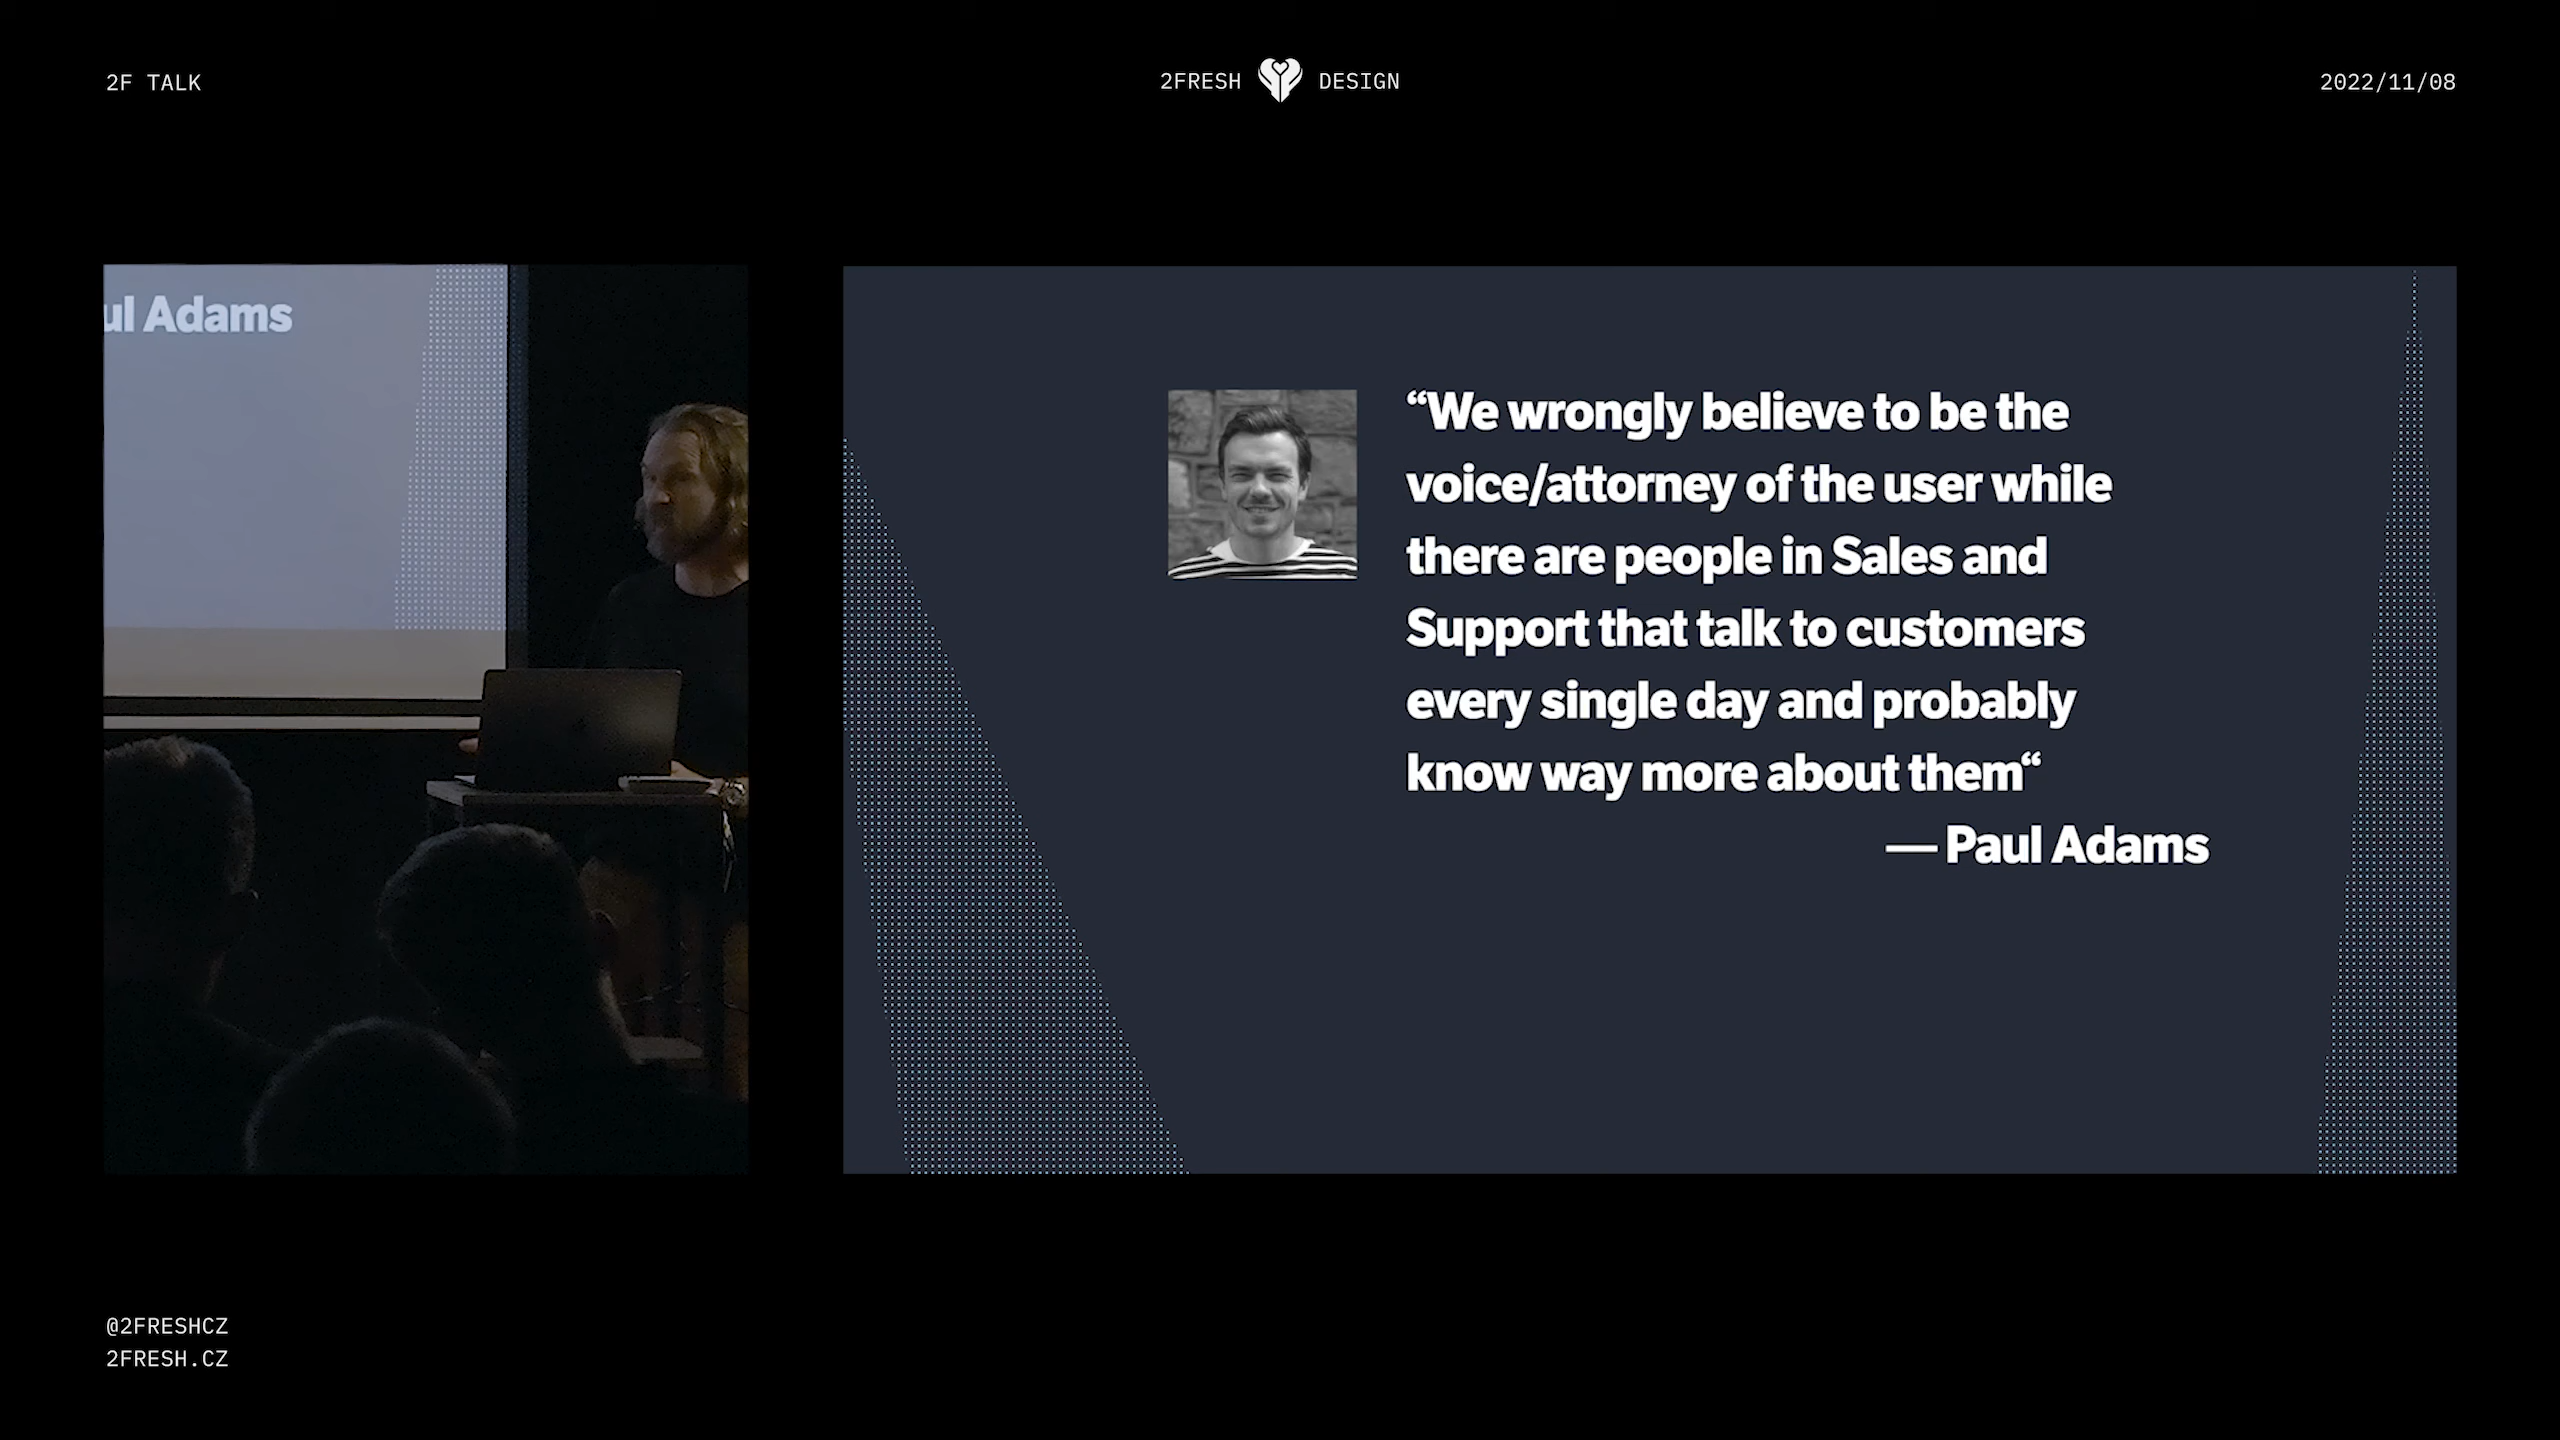 2F TALK
2FRESH DESIGN
2022/11/08
ul Adams
“We wrongly believe to be the
voice/attorney of the user while
there are people in Sales and
Support that talk to customers
every single day and probably
know way more about them“
— Paul Adams
@2FRESHCZ
2FRESH.CZ